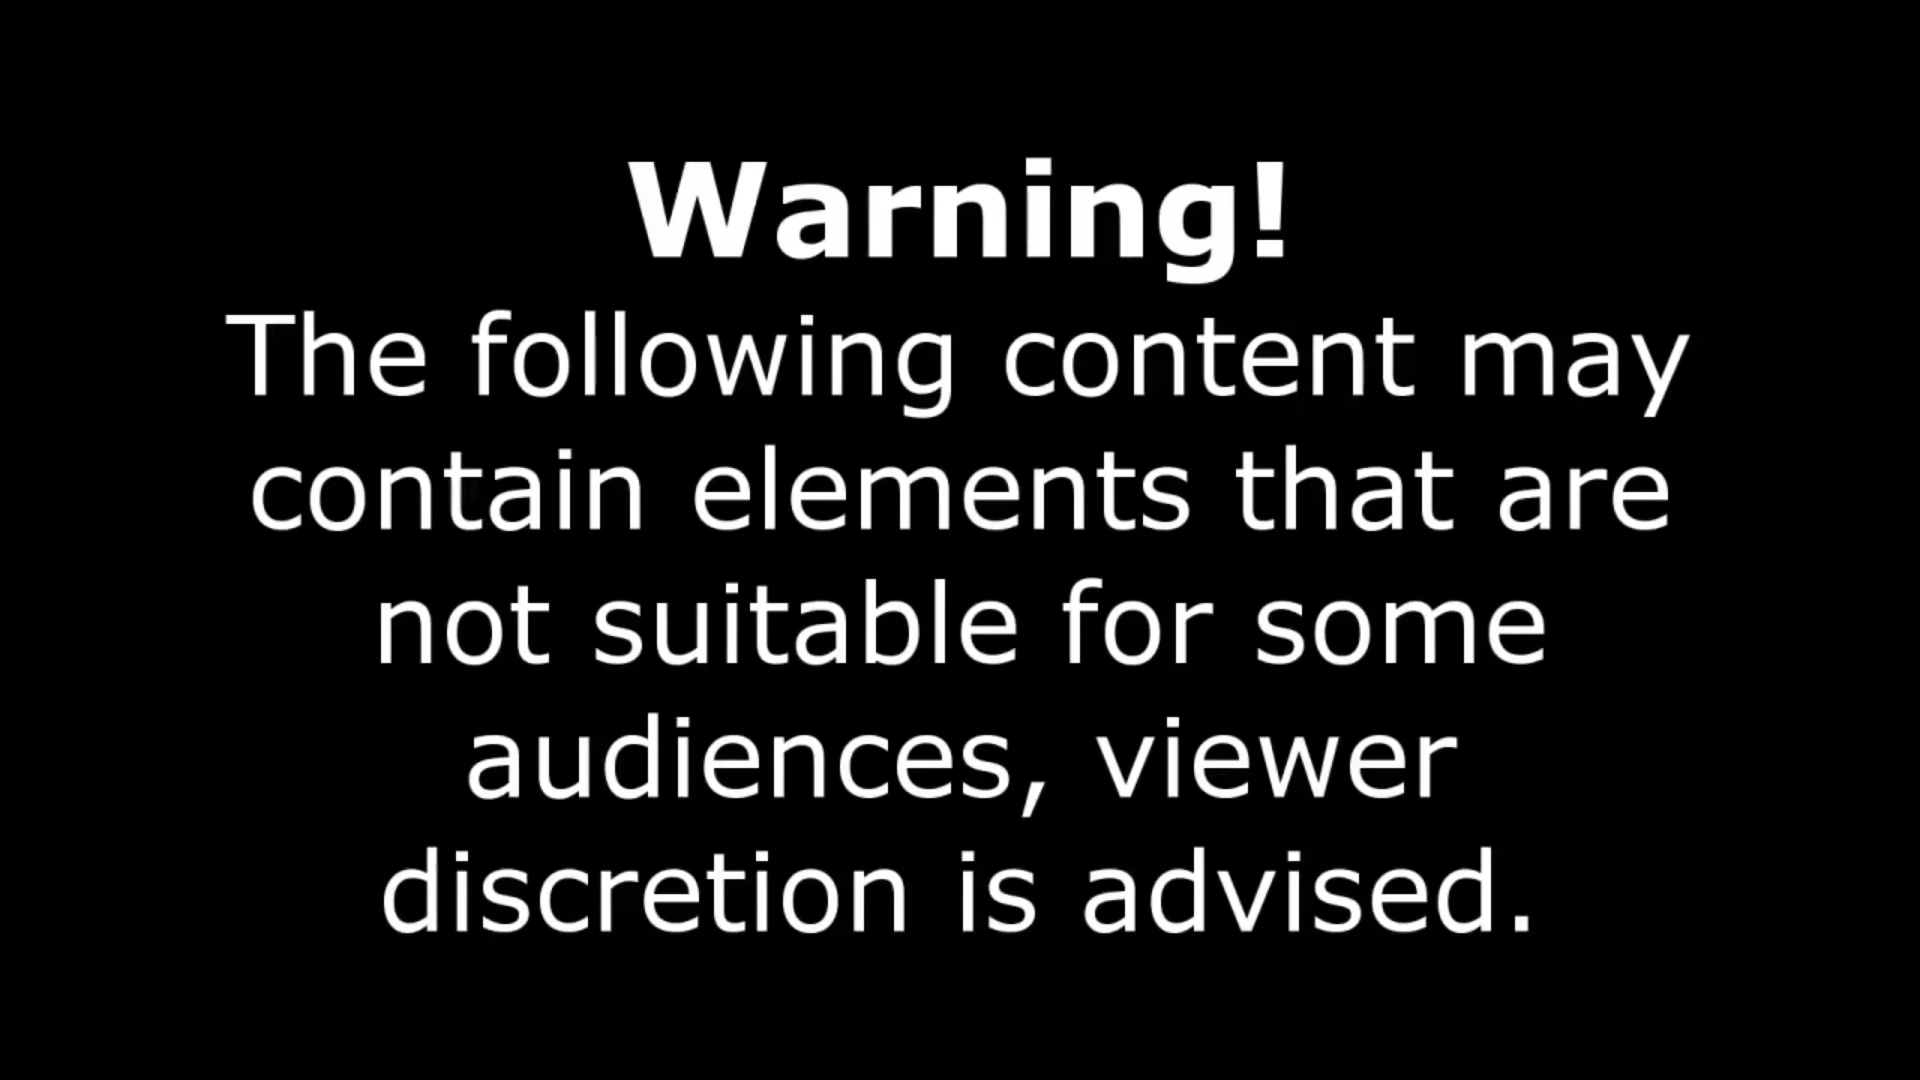 Warning!
The following content may
contain elements that are
not suitable for some
audiences, viewer
discretion is advised.